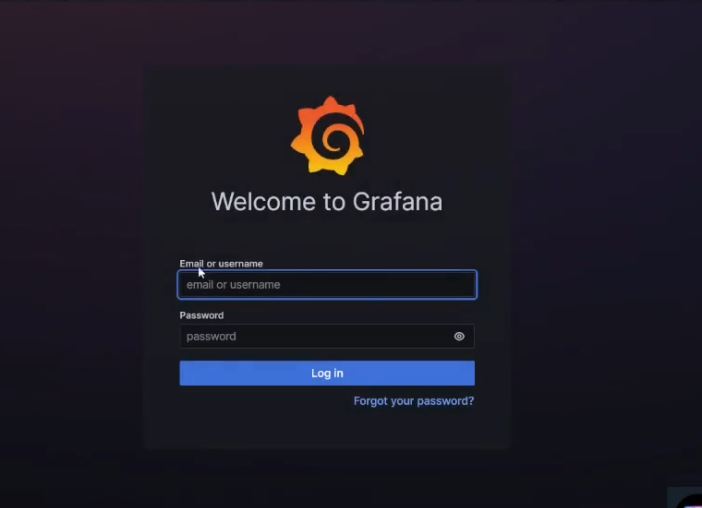 Welcome to Grafana
Email or username
email or username
Password
password
Log in
Forgot your password?